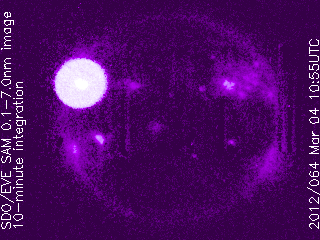 SDO/EVE SAM 0.1-7.0nm image
10-minute integration
2012/064 Mar 04 10:55UTC